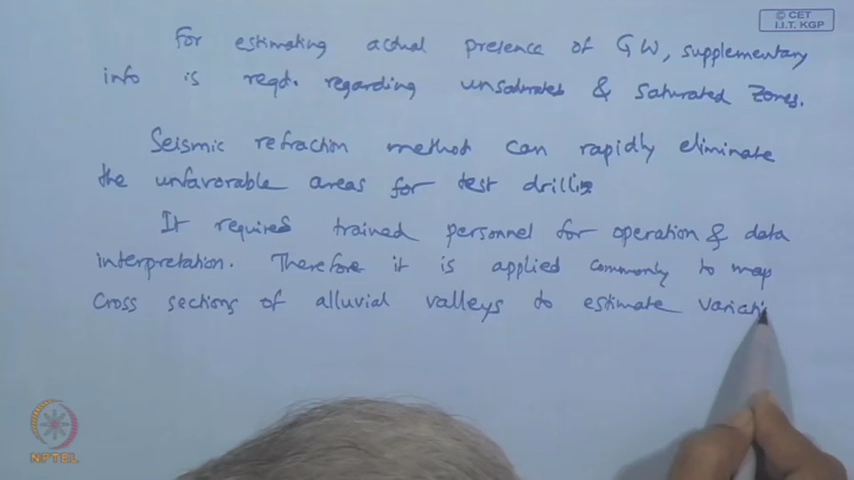 © CET
I.I.T. KGP
For estimating actual presence of GW, supplementary
info is reqd. regarding unsaturated & saturated zones.
Seismic refraction method can rapidly eliminate
the unfavorable areas for test drilling
It requires trained personnel for operation & data
interpretation. Therefore it is applied commonly to map
cross sections of alluvial valleys to estimate variati
NPTEL